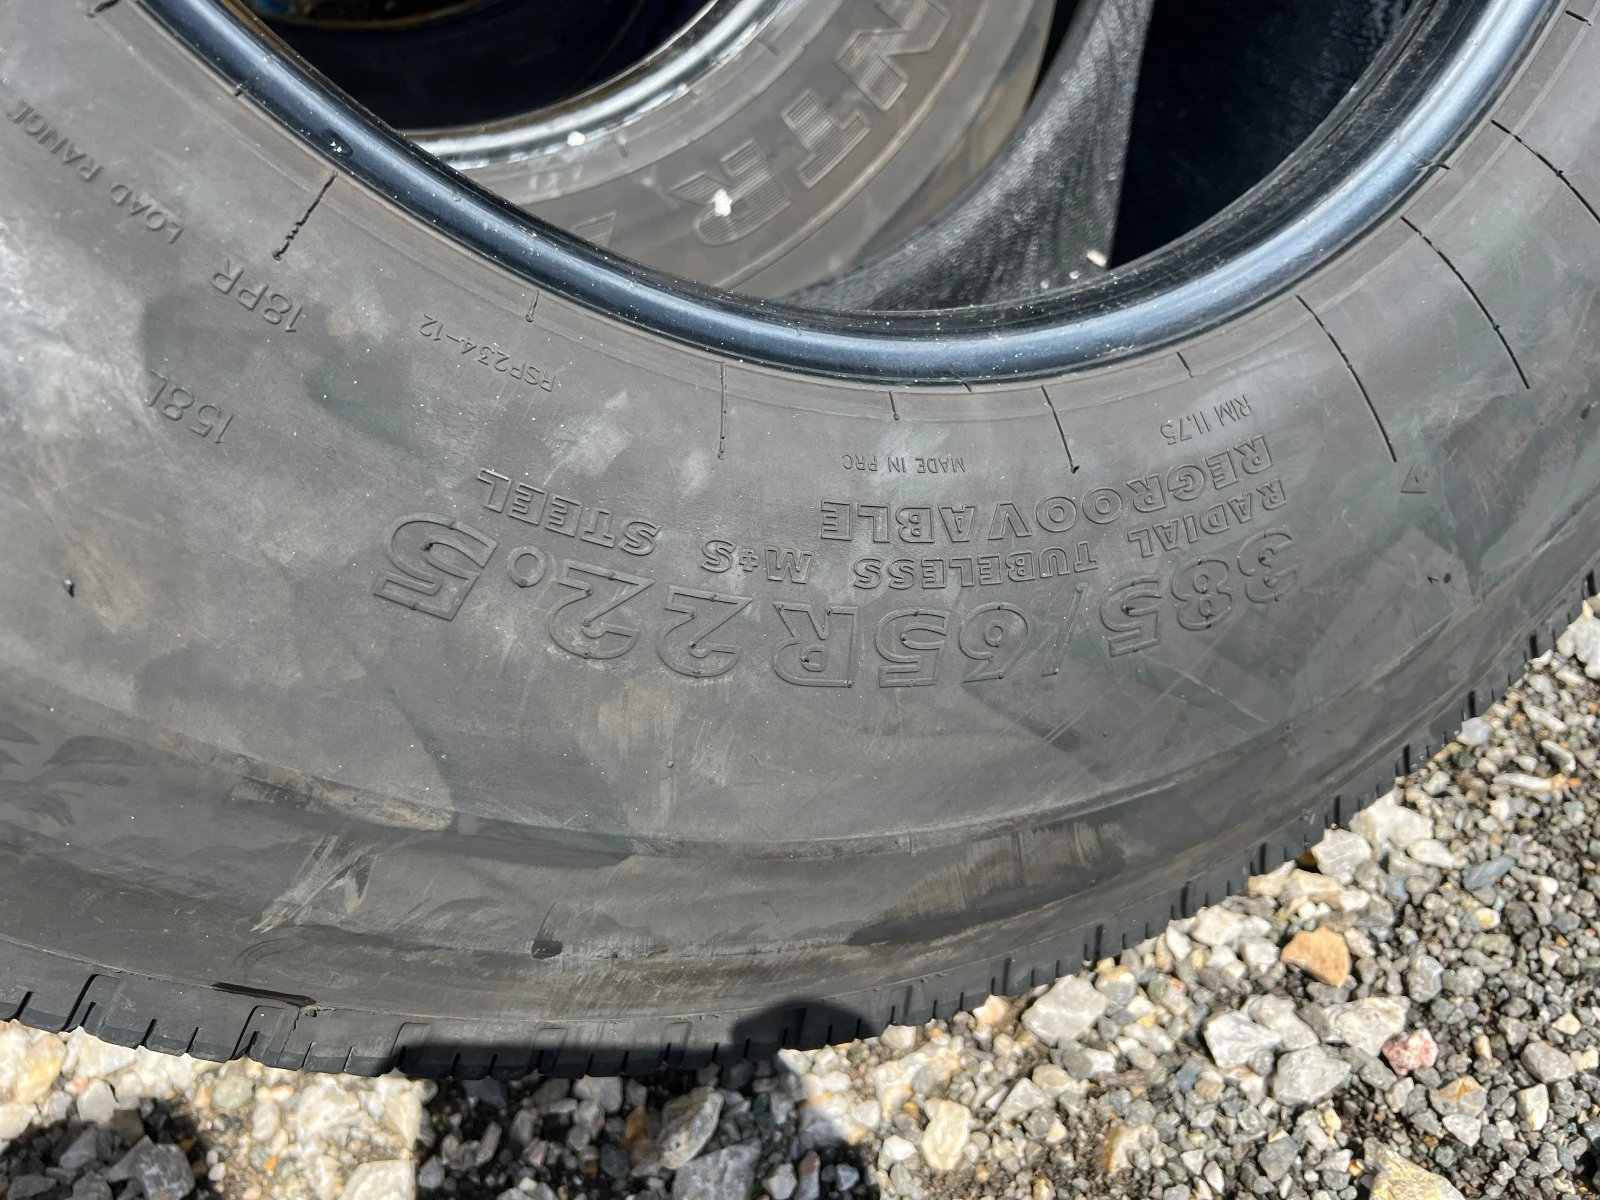 385/65R22.5
RADIAL TUBELESS M+S STEEL
REGROOVABLE
RIM 11.75
MADE IN PRC
RSP234-12
158L
18PR
LOAD RANGE
NTR